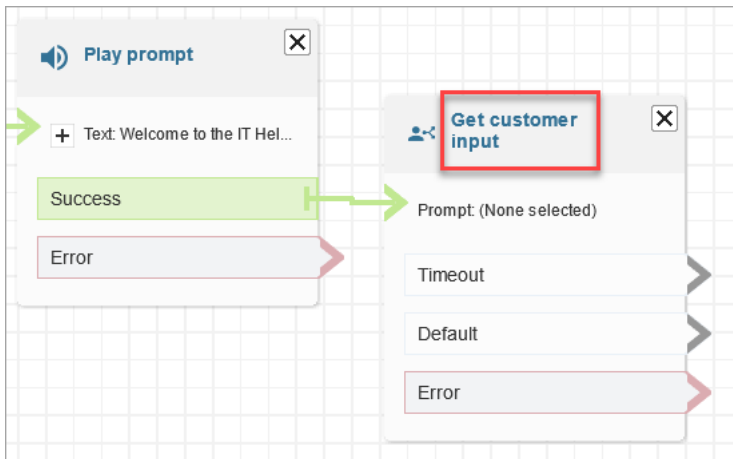 Play prompt
Text: Welcome to the IT Hel...
Success
Error
Get customer
input
Prompt: (None selected)
Timeout
Default
Error